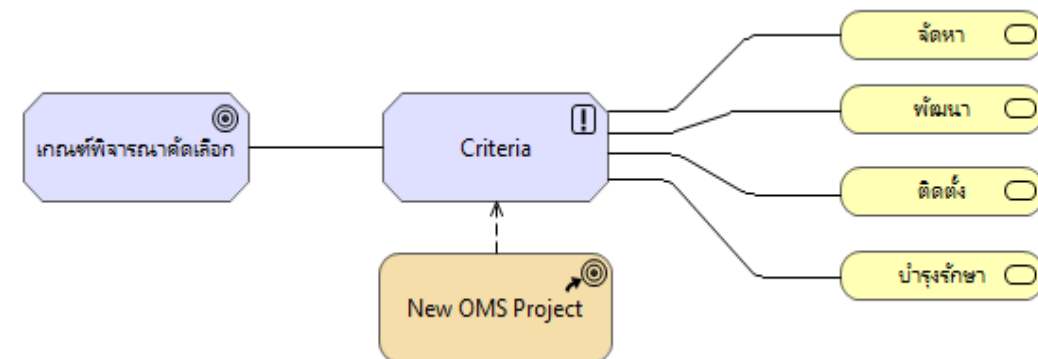 จัดหา
พัฒนา
เกณฑ์พิจารณาคัดเลือก
Criteria
ติดตั้ง
บำรุงรักษา
New OMS Project